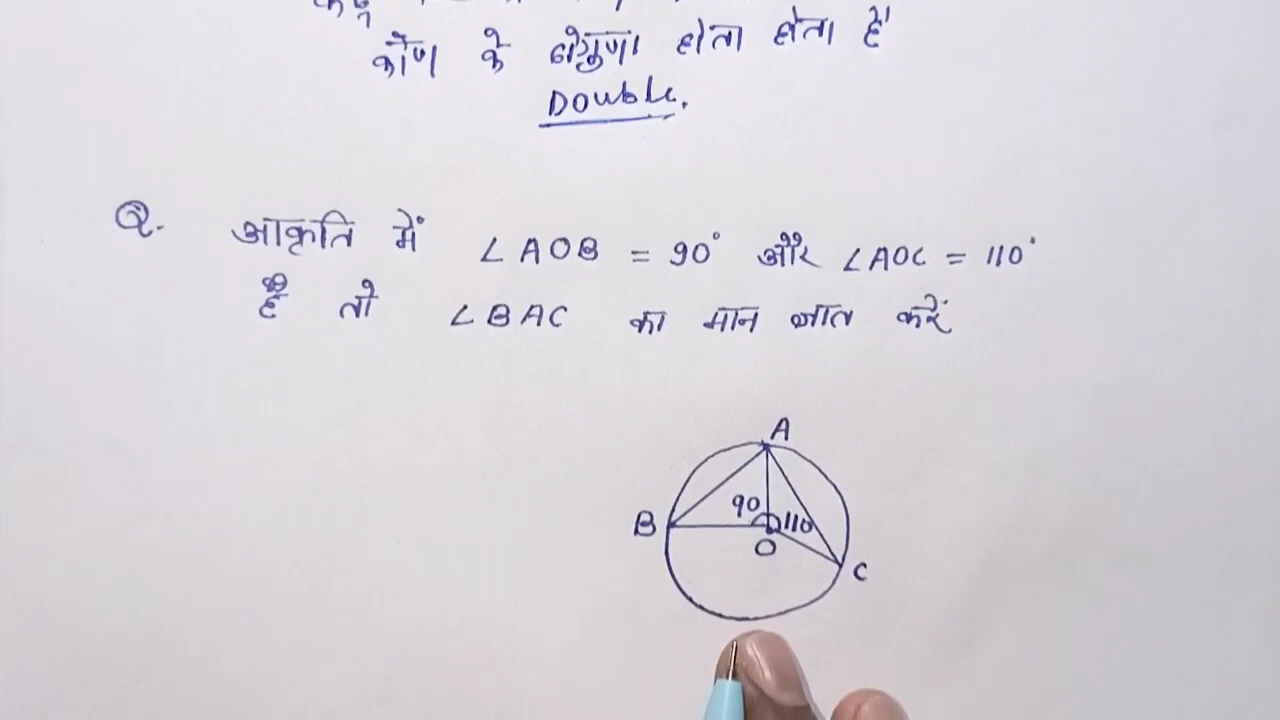 कोण के दोगुणा होता होता है
Double.
Q. आकृति में ∠AOB = 90° और ∠AOC = 110°
है तो ∠BAC का मान ज्ञात करें
A
90
B
110
O
C